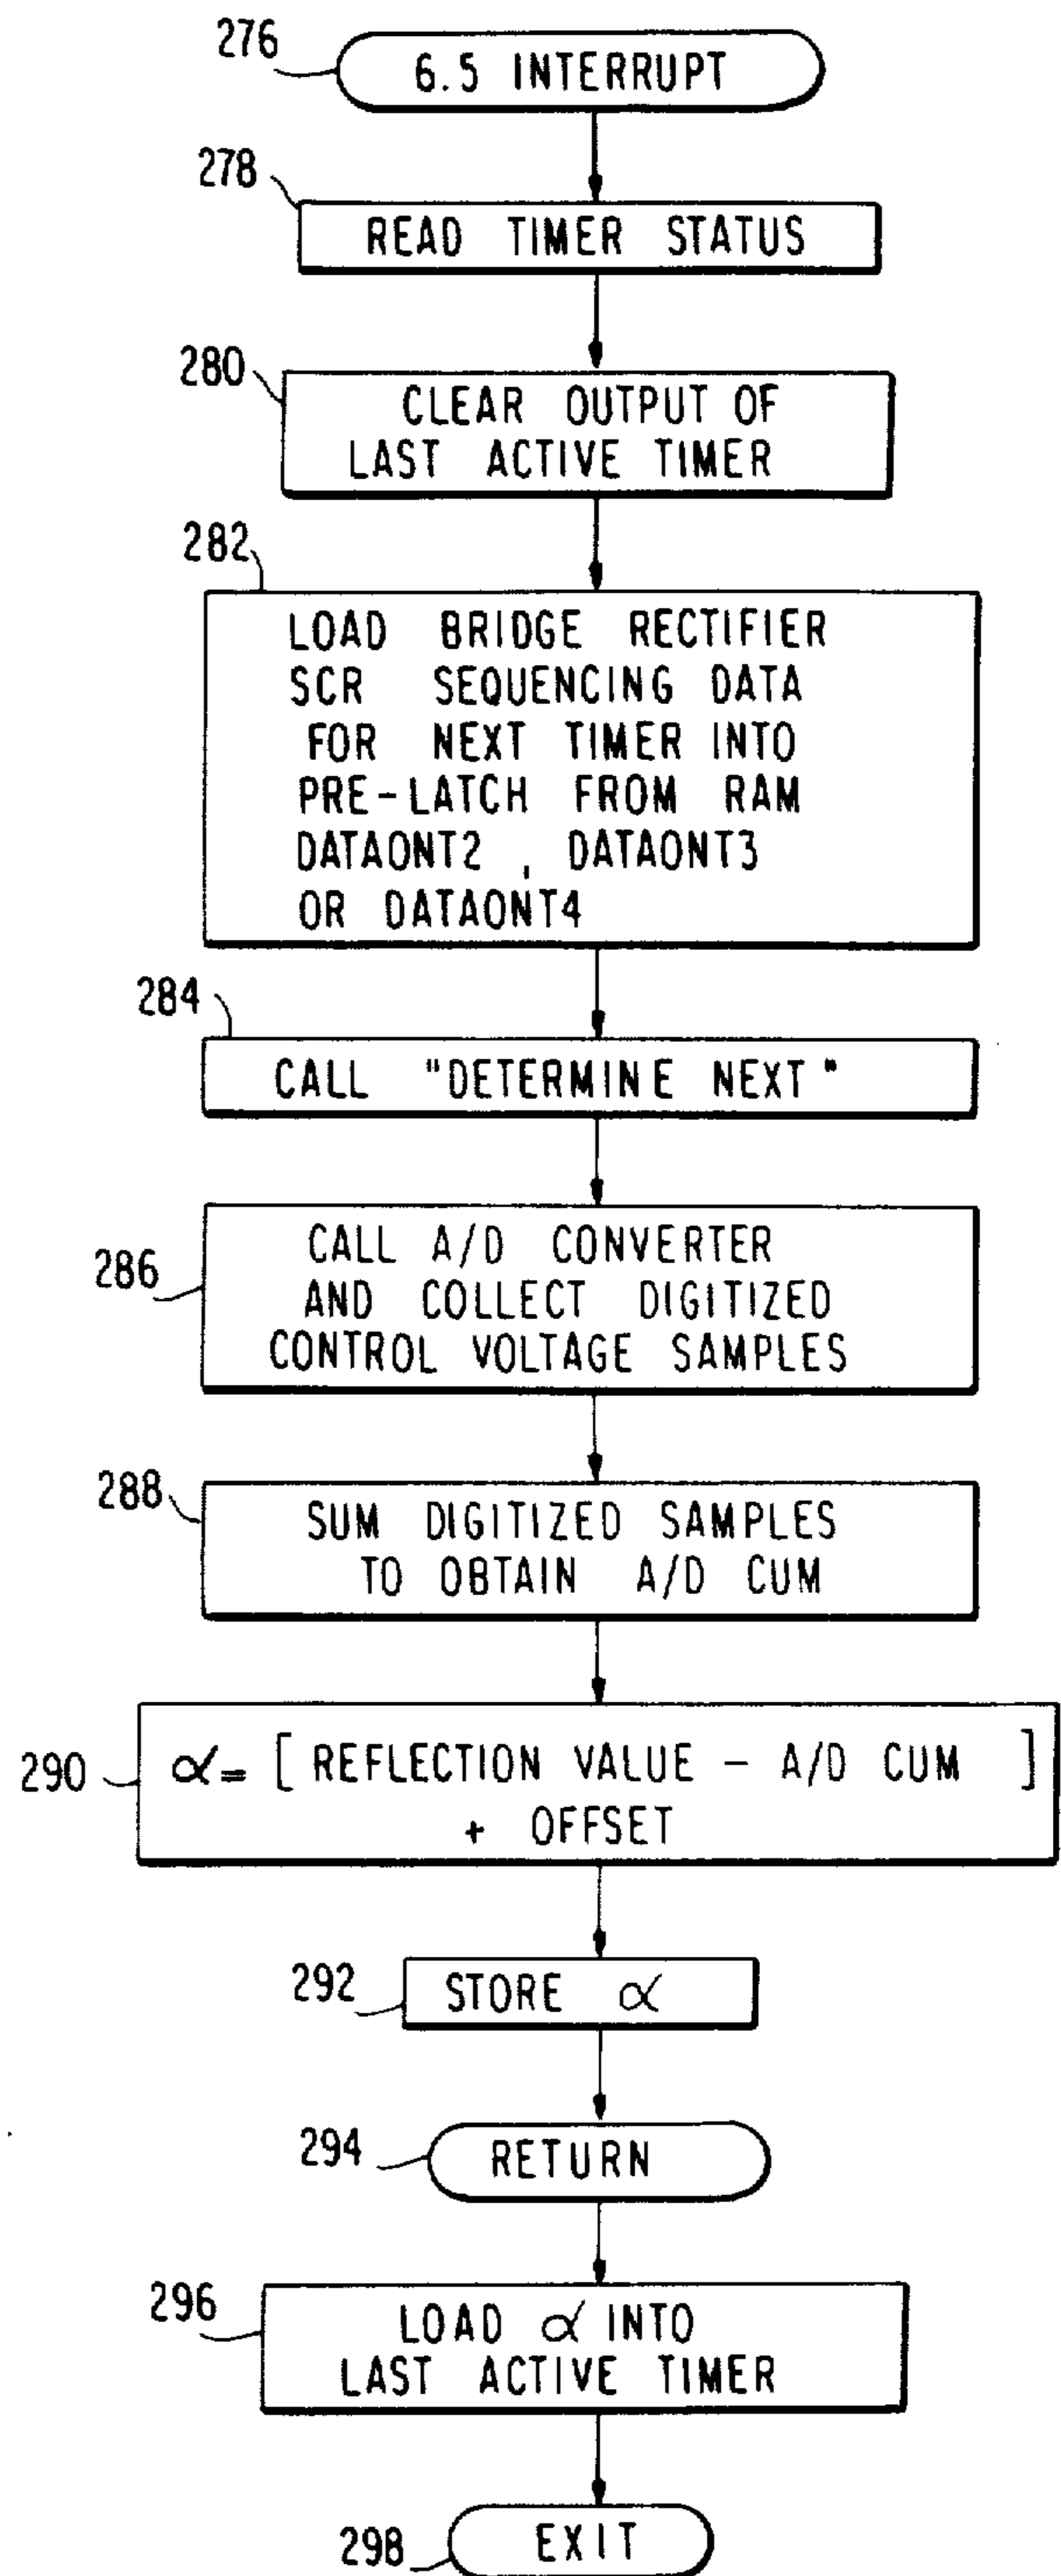 276
6.5 INTERRUPT
278
READ TIMER STATUS
280
CLEAR OUTPUT OF
LAST ACTIVE TIMER
282
LOAD BRIDGE RECTIFIER
SCR SEQUENCING DATA
FOR NEXT TIMER INTO
PRE-LATCH FROM RAM
DATAONT2 , DATAONT3
OR DATAONT4
284
CALL "DETERMINE NEXT"
286
CALL A/D CONVERTER
AND COLLECT DIGITIZED
CONTROL VOLTAGE SAMPLES
288
SUM DIGITIZED SAMPLES
TO OBTAIN A/D CUM
290
α = [ REFLECTION VALUE - A/D CUM ]
+ OFFSET
292
STORE α
294
RETURN
296
LOAD α INTO
LAST ACTIVE TIMER
298
EXIT